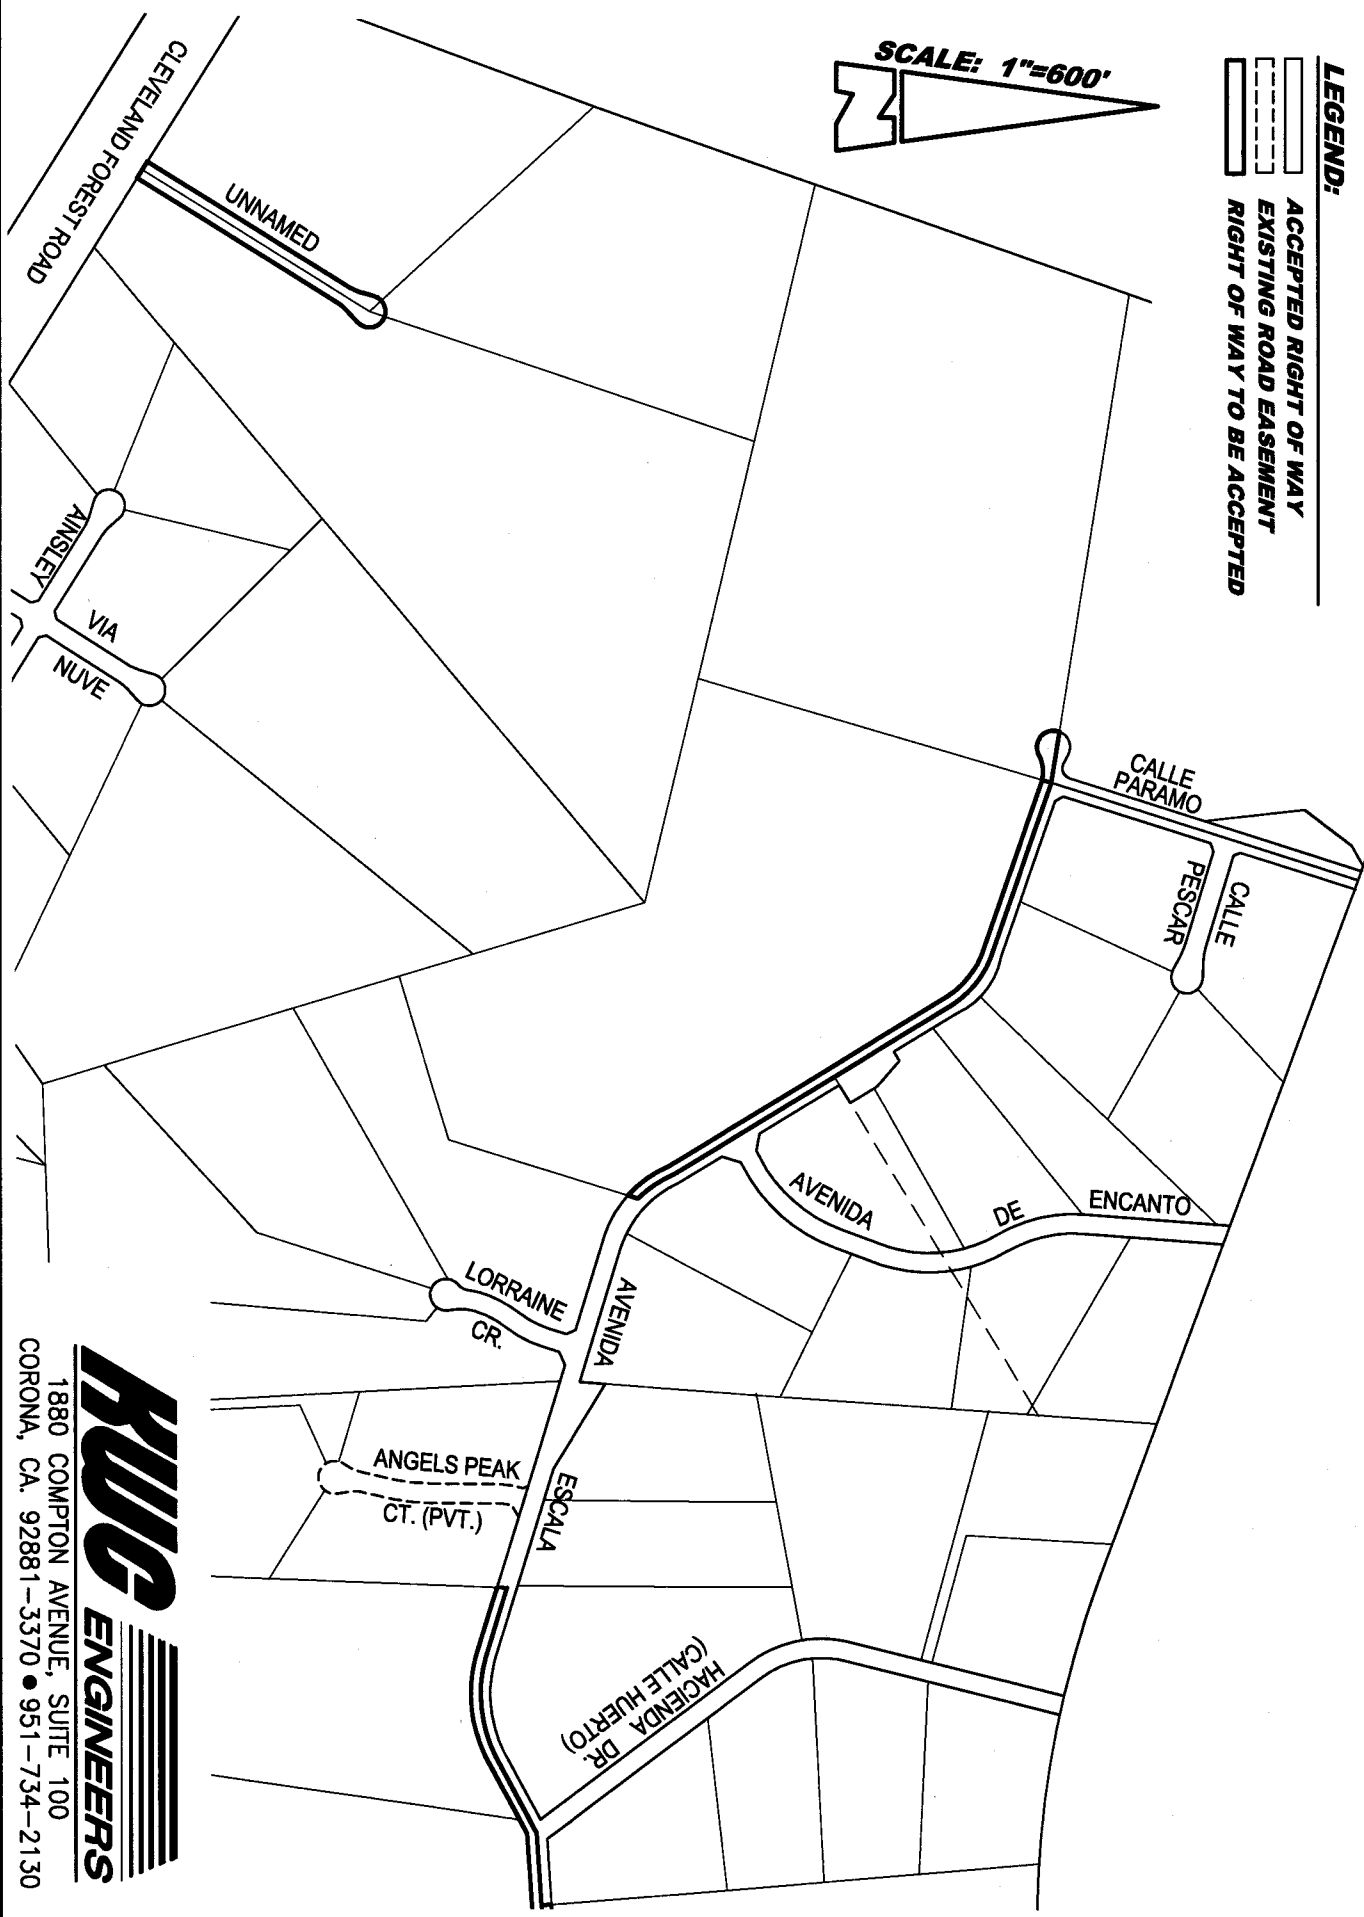 LEGEND:
ACCEPTED RIGHT OF WAY
EXISTING ROAD EASEMENT
RIGHT OF WAY TO BE ACCEPTED
SCALE: 1"=600'
N
CLEVELAND FOREST ROAD
UNNAMED
AINSLEY
VIA
NUVE
CALLE
PARAMO
CALLE
PESCAR
AVENIDA DE ENCANTO
LORRAINE
CR.
AVENIDA
ESCALA
ANGELS PEAK
CT. (PVT.)
HACIENDA DR.
(CALLE HUERTO)
KWC ENGINEERS
1880 COMPTON AVENUE, SUITE 100
CORONA, CA. 92881-3370 ● 951-734-2130